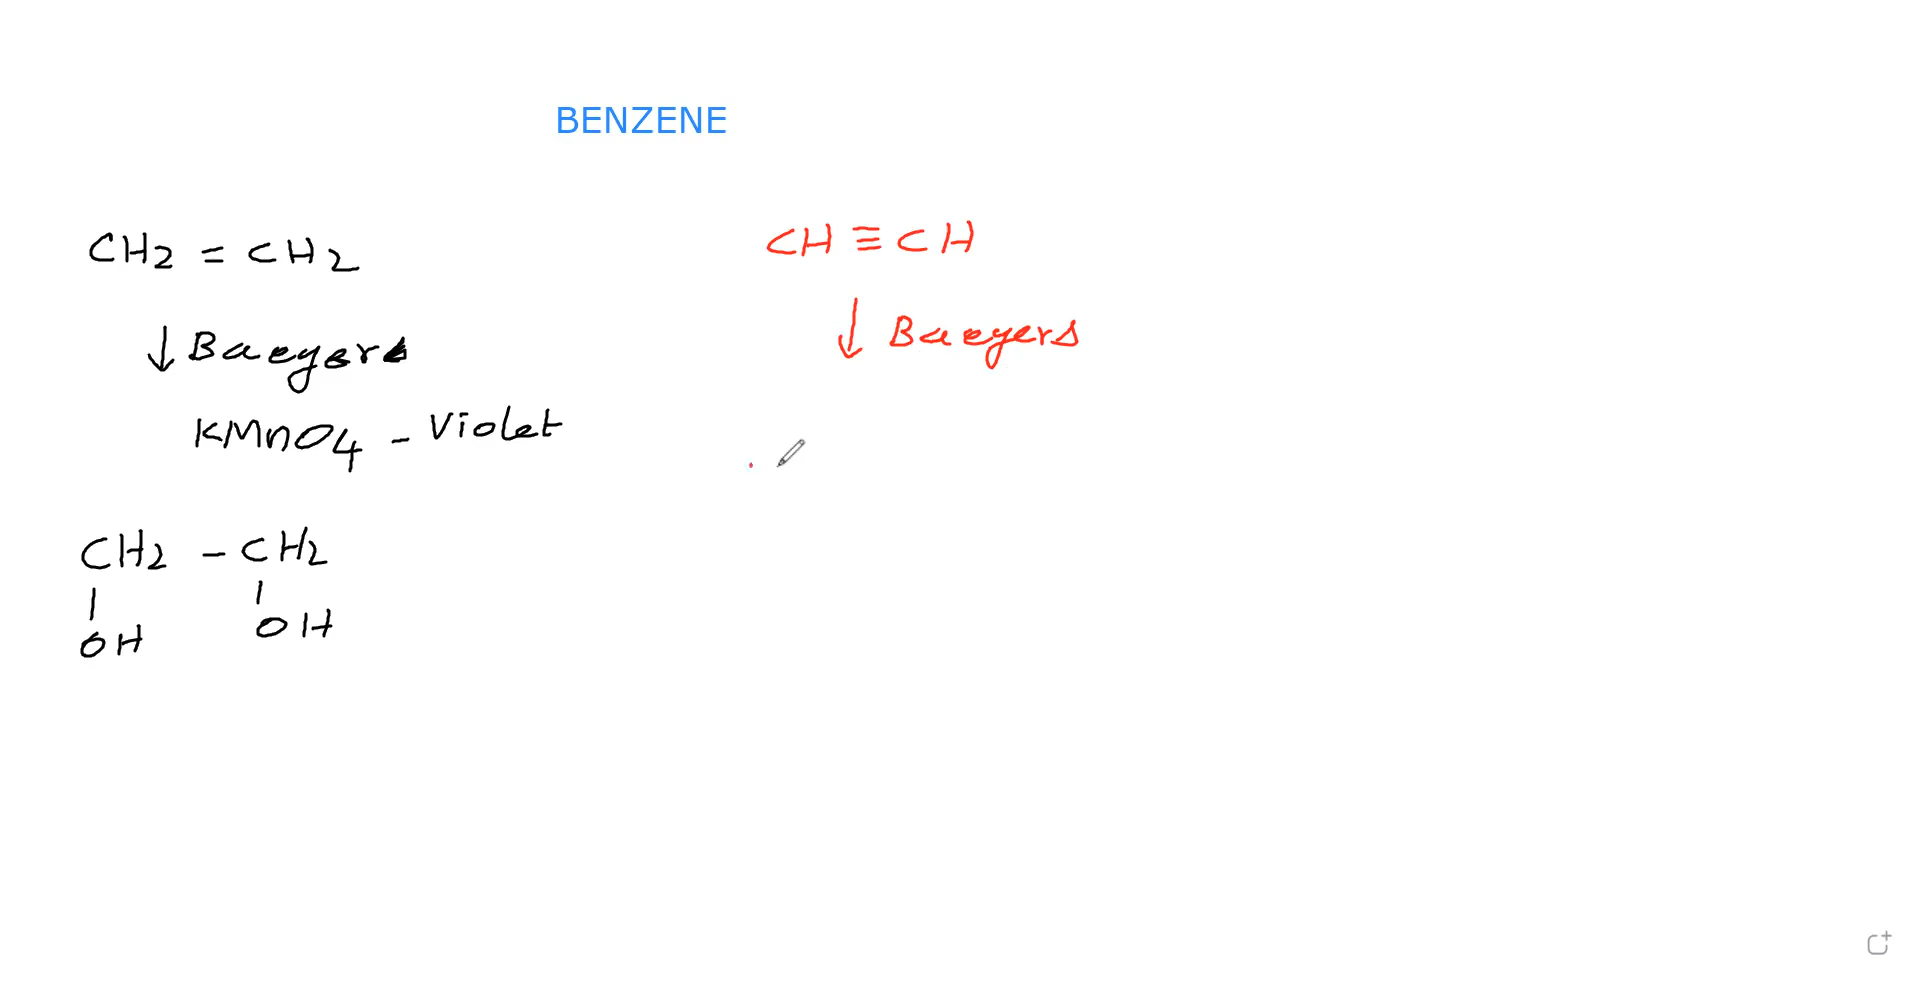 BENZENE
CH2 = CH2
↓ Baeyers
KMnO4 - Violet
CH2 - CH2
| |
OH OH
CH ≡ CH
↓ Baeyers